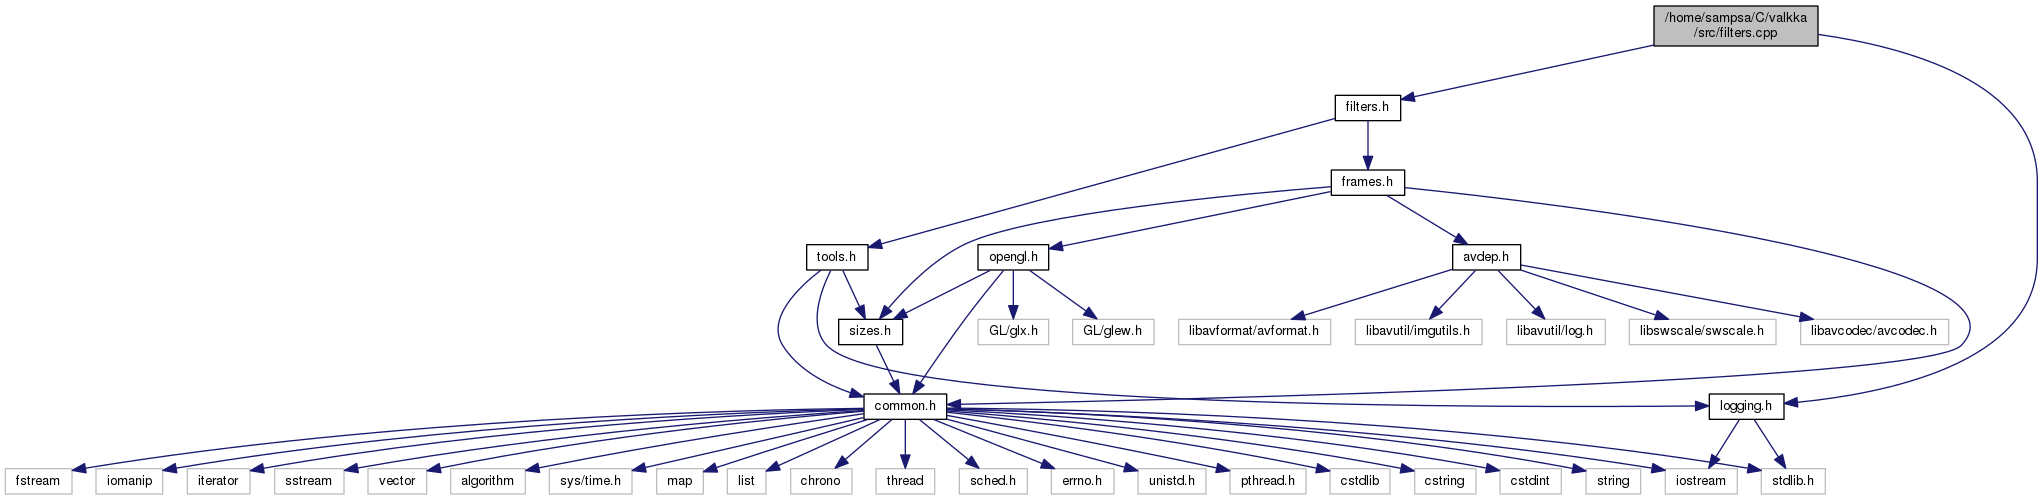 /home/sampsa/C/valkka
/src/filters.cpp
filters.h
frames.h
tools.h
opengl.h
avdep.h
sizes.h
GL/glx.h
GL/glew.h
libavformat/avformat.h
libavutil/imgutils.h
libavutil/log.h
libswscale/swscale.h
libavcodec/avcodec.h
common.h
logging.h
fstream
iomanip
iterator
sstream
vector
algorithm
sys/time.h
map
list
chrono
thread
sched.h
errno.h
unistd.h
pthread.h
cstdlib
cstring
cstdint
string
iostream
stdlib.h